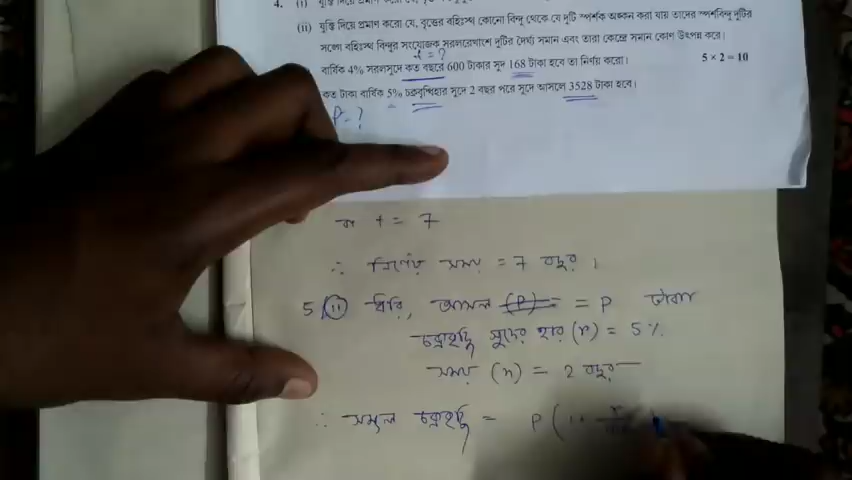 4. (i) যুক্তি দিয়ে প্রমাণ করো যে,
(ii) যুক্তি দিয়ে প্রমাণ করো যে, বৃত্তের বহিঃস্থ কোনো বিন্দু থেকে যে দুটি স্পর্শক অঙ্কন করা যায় তাদের স্পর্শবিন্দু দুটির
সঙ্গে বহিঃস্থ বিন্দুর সংযোজক সরলরেখাংশ দুটির দৈর্ঘ্য সমান এবং তারা কেন্দ্রে সমান কোণ উৎপন্ন করে।
t = ?
বার্ষিক 4% সরলসুদে কত বছরে 600 টাকার সুদ 168 টাকা হবে তা নির্ণয় করো। 5 × 2 = 10
কত টাকা বার্ষিক 5% চক্রবৃদ্ধিহার সুদে 2 বছর পরে সুদে আসলে 3528 টাকা হবে।
P = ?
বা t = 7
∴ নির্ণেয় সময় = 7 বছর ।
5 (ii) ধরি, আসল = P টাকা
চক্রবৃদ্ধি সুদের হার (r) = 5%
সময় (n) = 2 বছর
∴ সমূল চক্রবৃদ্ধি = P (1+